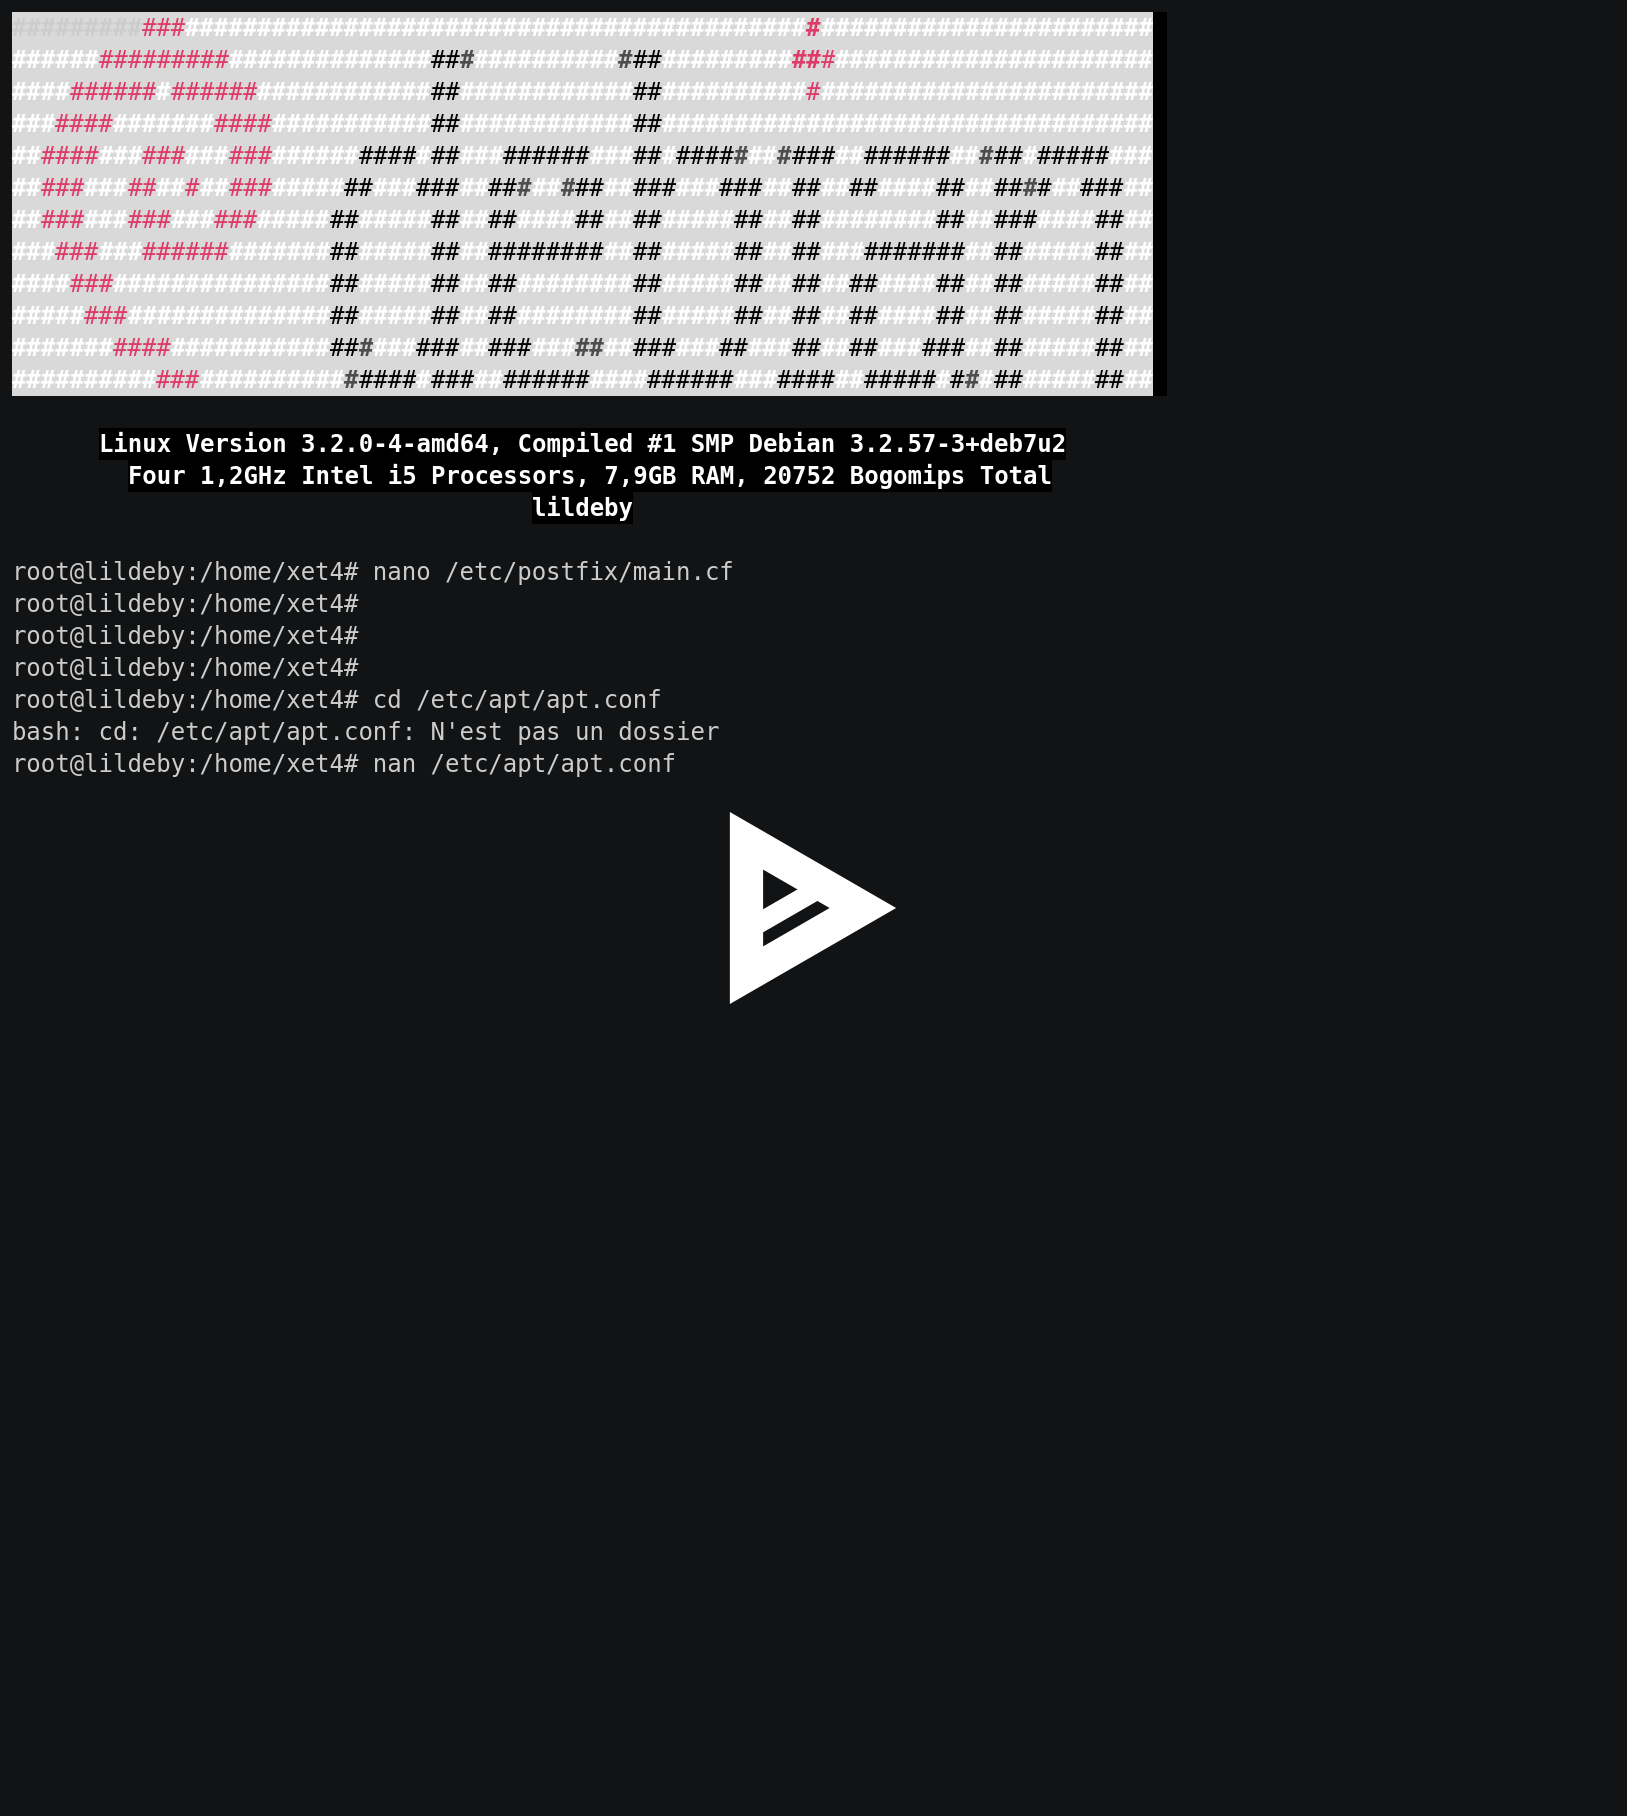 debian
Linux Version 3.2.0-4-amd64, Compiled #1 SMP Debian 3.2.57-3+deb7u2
Four 1,2GHz Intel i5 Processors, 7,9GB RAM, 20752 Bogomips Total
lildeby
root@lildeby:/home/xet4# nano /etc/postfix/main.cf
root@lildeby:/home/xet4#
root@lildeby:/home/xet4#
root@lildeby:/home/xet4#
root@lildeby:/home/xet4# cd /etc/apt/apt.conf
bash: cd: /etc/apt/apt.conf: N'est pas un dossier
root@lildeby:/home/xet4# nan /etc/apt/apt.conf